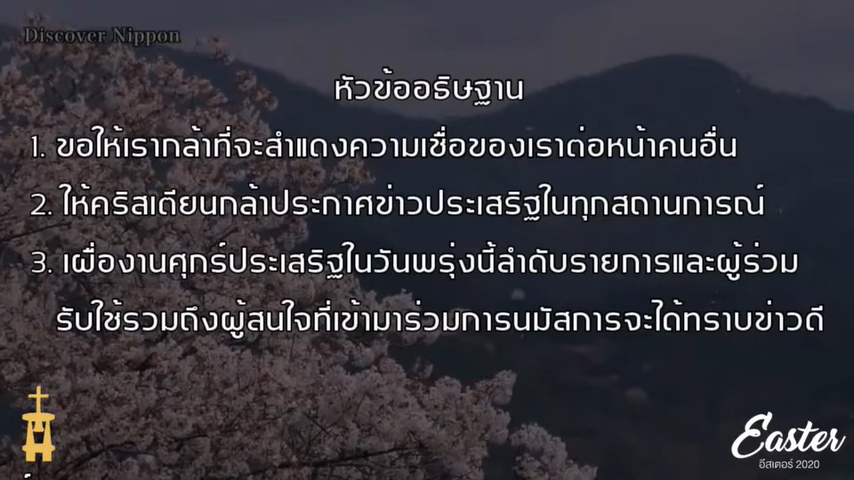 Discover Nippon
หัวข้ออธิษฐาน
1. ขอให้เรากล้าที่จะสำแดงความเชื่อของเราต่อหน้าคนอื่น
2. ให้คริสเตียนกล้าประกาศข่าวประเสริฐในทุกสถานการณ์
3. เผื่องานศุกร์ประเสริฐในวันพรุ่งนี้ลำดับรายการและผู้ร่วม
รับใช้รวมถึงผู้สนใจที่เข้ามาร่วมการนมัสการจะได้ทราบข่าวดี
Easter
อีสเตอร์ 2020